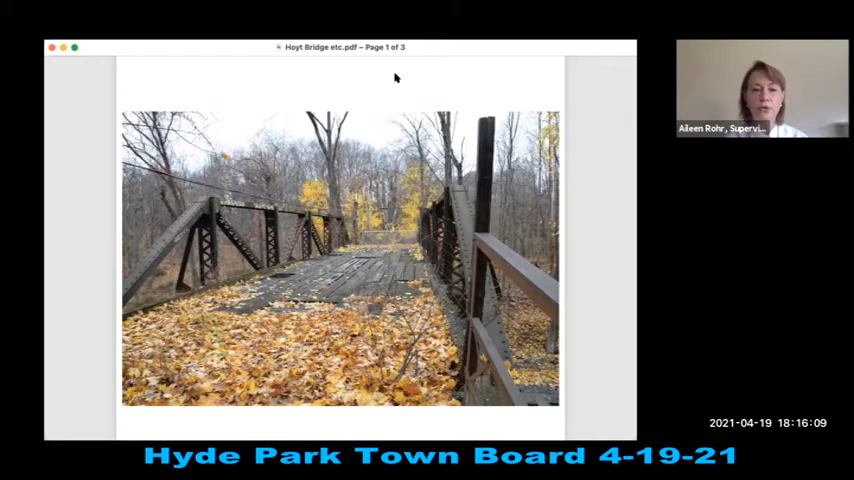 Hoyt Bridge etc.pdf – Page 1 of 3
Aileen Rohr, Supervi...
2021-04-19 18:16:09
Hyde Park Town Board 4-19-21